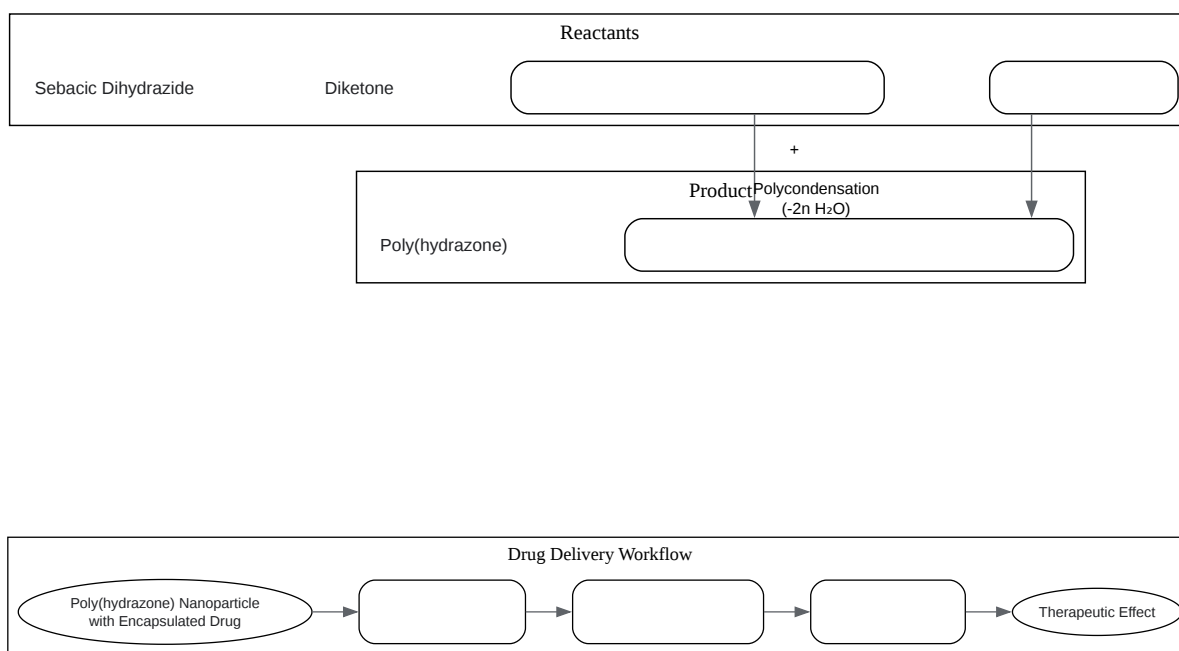 Reactants
Sebacic Dihydrazide
Diketone
+
Product
Polycondensation
(-2n H₂O)
Poly(hydrazone)
Drug Delivery Workflow
Poly(hydrazone) Nanoparticle
with Encapsulated Drug
Therapeutic Effect